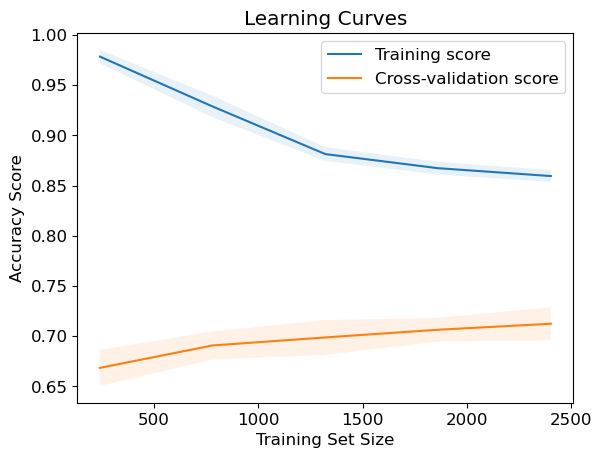 Learning Curves
Training score
Cross-validation score
Accuracy Score
1.00
0.95
0.90
0.85
0.80
0.75
0.70
0.65
500
1000
1500
2000
2500
Training Set Size